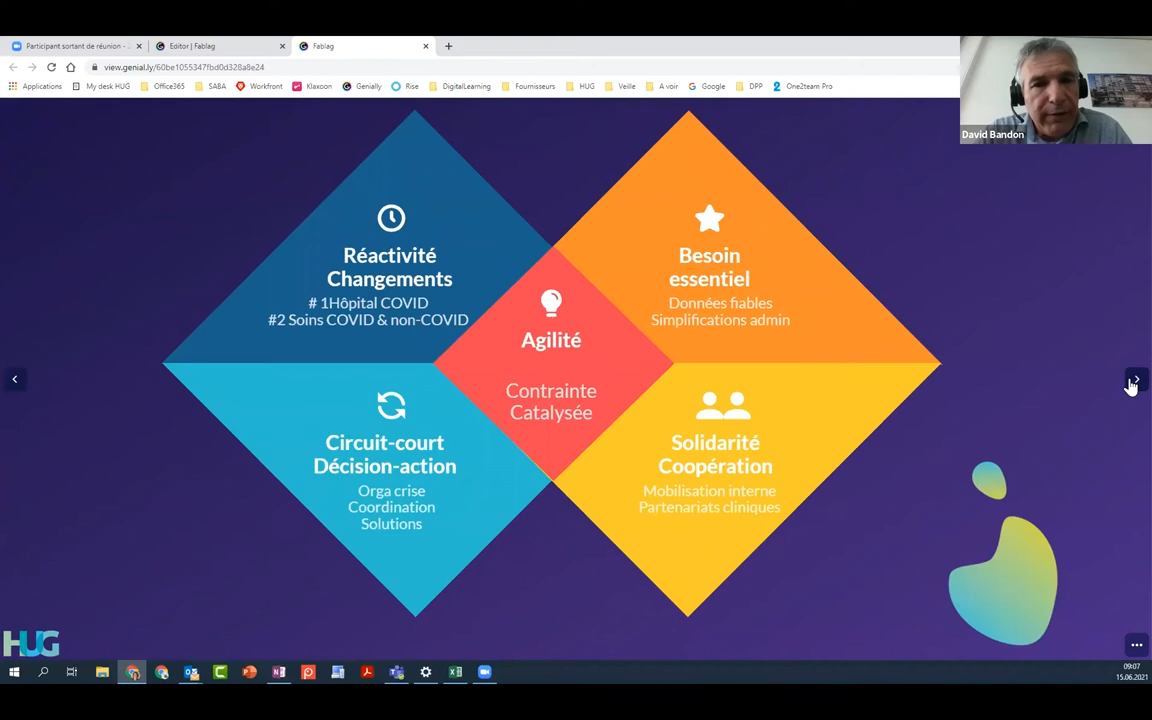 Participant sortant de réunion - ..
Editor | Fablag
Fablag
view.genial.ly/60be1055347fbd0d328a8e24
Applications
My desk HUG
Office365
SABA
Workfront
Klaxoon
Genially
Rise
DigitalLearning
Fournisseurs
HUG
Veille
A voir
Google
DPP
One2team Pro
David Bandon
Réactivité
Changements
# 1Hôpital COVID
#2 Soins COVID & non-COVID
Besoin
essentiel
Données fiables
Simplifications admin
Agilité
Contrainte
Catalysée
Circuit-court
Décision-action
Orga crise
Coordination
Solutions
Solidarité
Coopération
Mobilisation interne
Partenariats cliniques
HUG
09:07
15.06.2021